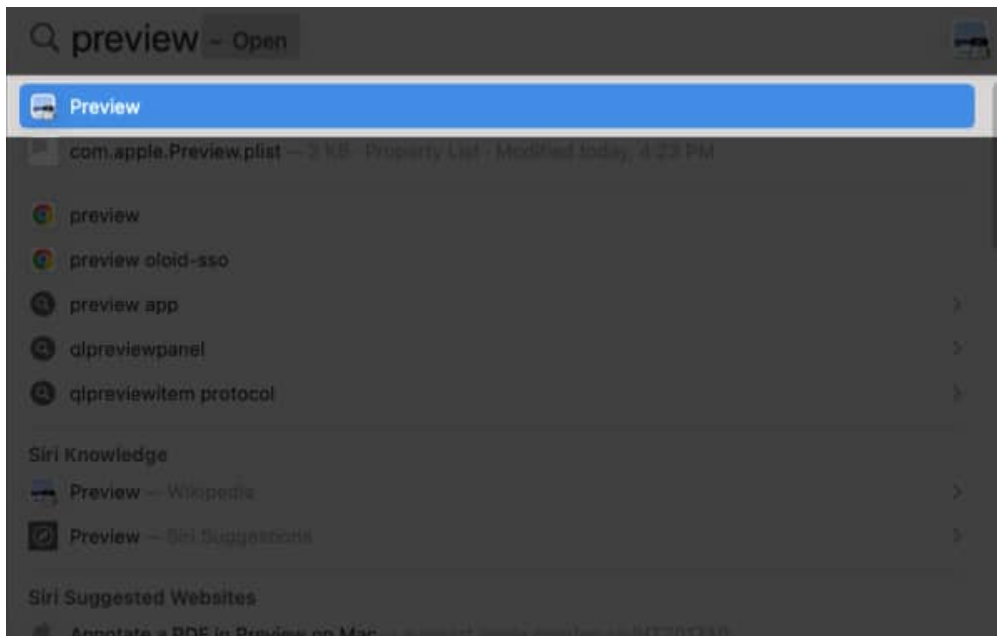 preview – Open
Preview
com.apple.Preview.plist — 2 KB · Property List · Modified today, 4:23 PM
preview
preview oloid-sso
preview app
qlpreviewpanel
qlpreviewitem protocol
Siri Knowledge
Preview — Wikipedia
Preview — Siri Suggestions
Siri Suggested Websites
Annotate a PDF in Preview on Mac